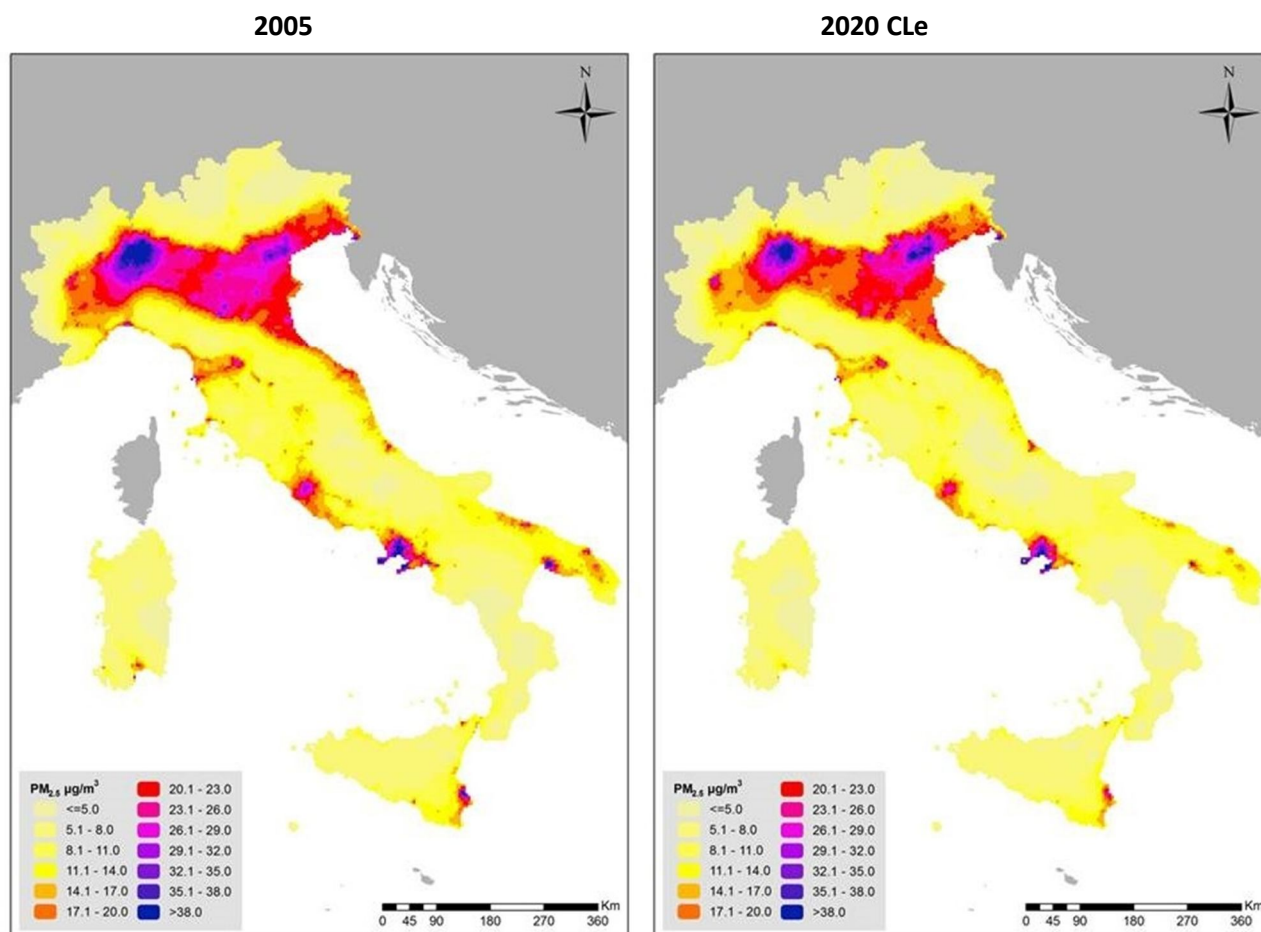 2005
2020 CLe
N
PM2.5 µg/m³
<=5.0
5.1 - 8.0
8.1 - 11.0
11.1 - 14.0
14.1 - 17.0
17.1 - 20.0
20.1 - 23.0
23.1 - 26.0
26.1 - 29.0
29.1 - 32.0
32.1 - 35.0
35.1 - 38.0
>38.0
Km
0 45 90 180 270 360
N
PM2.5 µg/m³
<=5.0
5.1 - 8.0
8.1 - 11.0
11.1 - 14.0
14.1 - 17.0
17.1 - 20.0
20.1 - 23.0
23.1 - 26.0
26.1 - 29.0
29.1 - 32.0
32.1 - 35.0
35.1 - 38.0
>38.0
Km
0 45 90 180 270 360